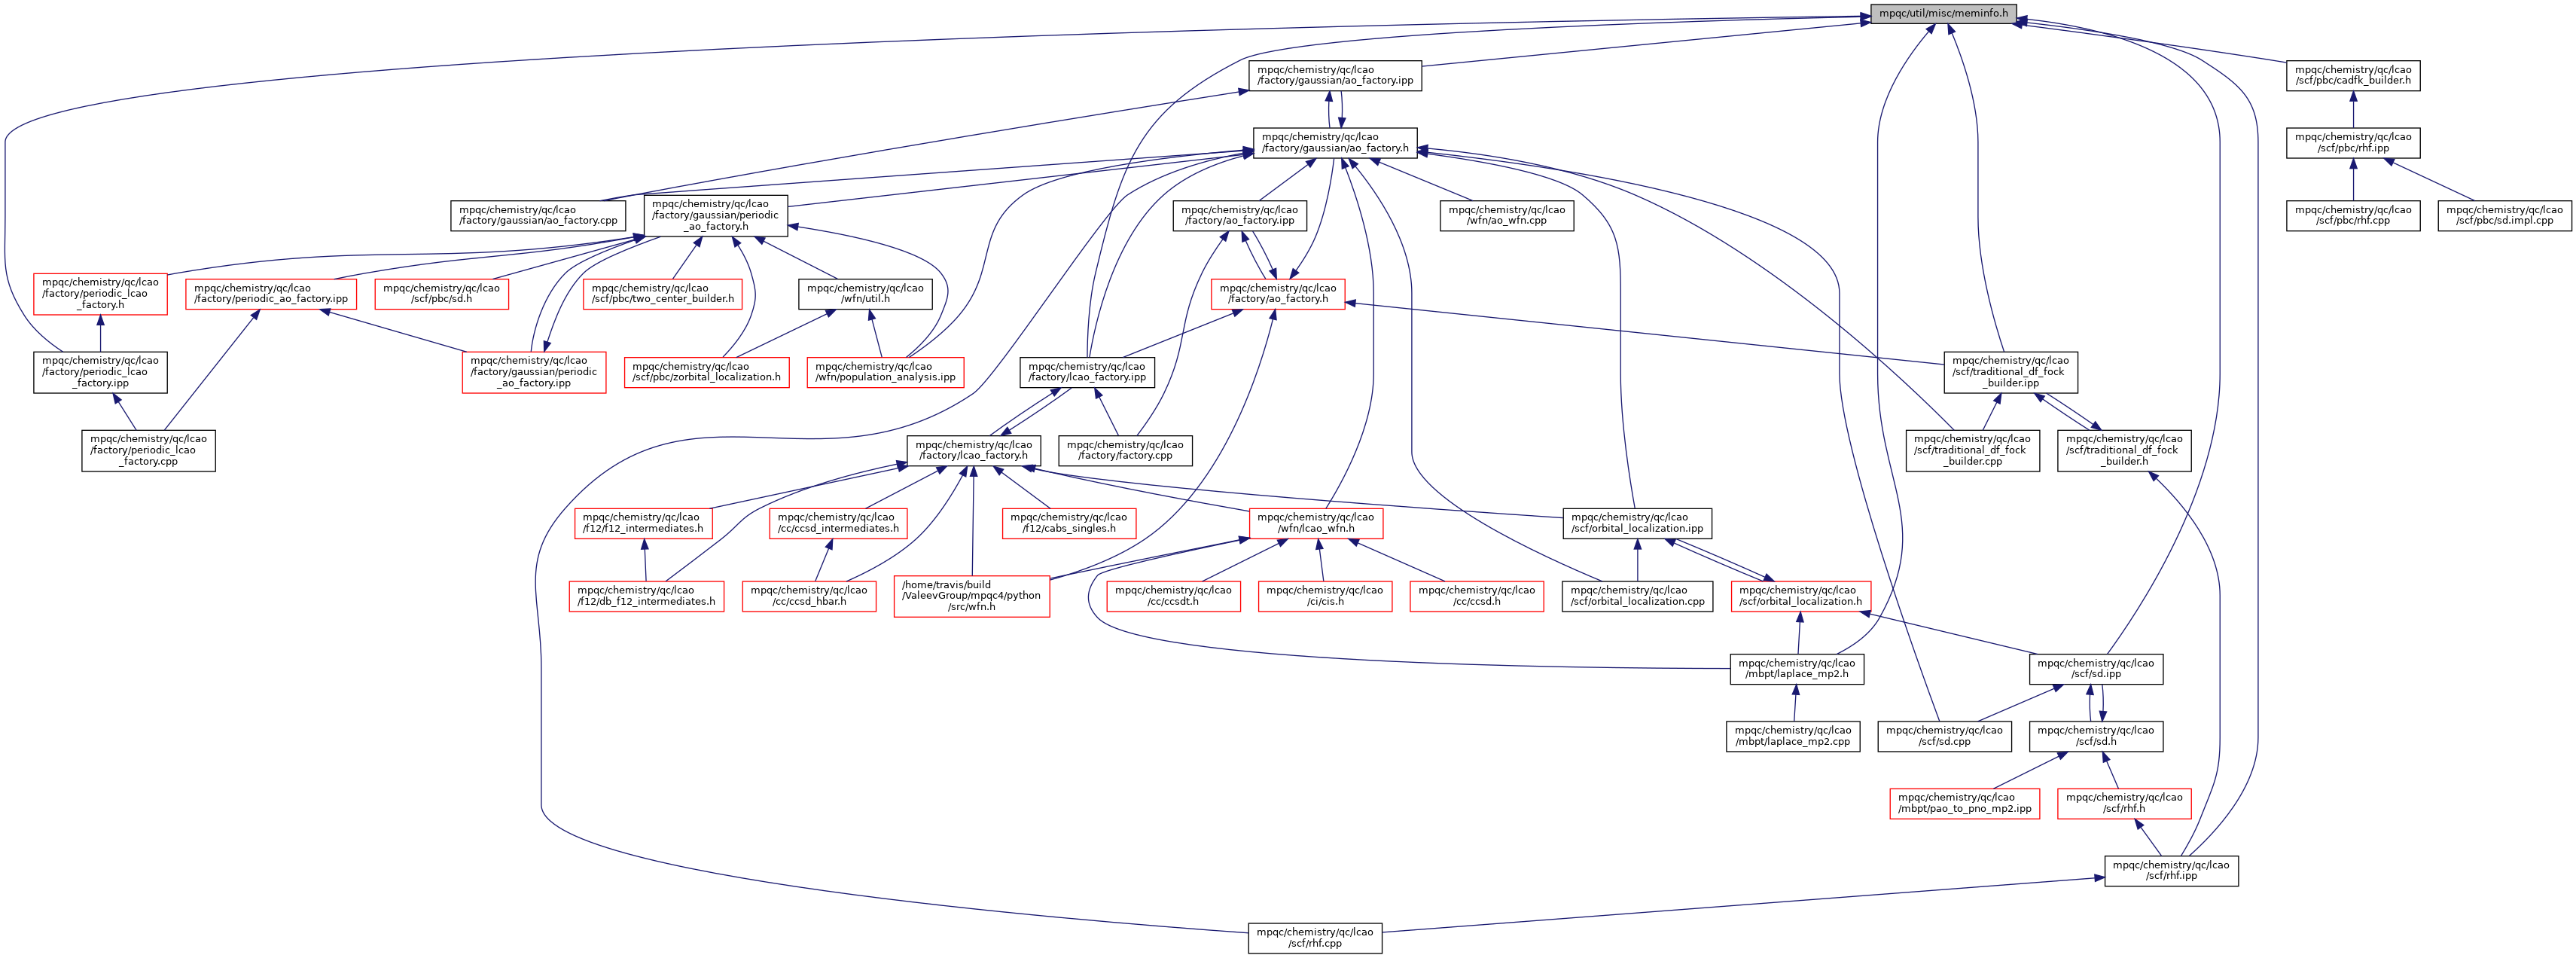 mpqc/util/misc/meminfo.h
mpqc/chemistry/qc/lcao
/factory/gaussian/ao_factory.ipp
mpqc/chemistry/qc/lcao
/scf/pbc/cadfk_builder.h
mpqc/chemistry/qc/lcao
/factory/gaussian/ao_factory.h
mpqc/chemistry/qc/lcao
/scf/pbc/rhf.ipp
mpqc/chemistry/qc/lcao
/factory/gaussian/ao_factory.cpp
mpqc/chemistry/qc/lcao
/factory/gaussian/periodic
_ao_factory.h
mpqc/chemistry/qc/lcao
/factory/ao_factory.ipp
mpqc/chemistry/qc/lcao
/wfn/ao_wfn.cpp
mpqc/chemistry/qc/lcao
/scf/pbc/rhf.cpp
mpqc/chemistry/qc/lcao
/scf/pbc/sd.impl.cpp
mpqc/chemistry/qc/lcao
/factory/periodic_lcao
_factory.h
mpqc/chemistry/qc/lcao
/factory/periodic_ao_factory.ipp
mpqc/chemistry/qc/lcao
/scf/pbc/sd.h
mpqc/chemistry/qc/lcao
/scf/pbc/two_center_builder.h
mpqc/chemistry/qc/lcao
/wfn/util.h
mpqc/chemistry/qc/lcao
/factory/ao_factory.h
mpqc/chemistry/qc/lcao
/factory/periodic_lcao
_factory.ipp
mpqc/chemistry/qc/lcao
/factory/gaussian/periodic
_ao_factory.ipp
mpqc/chemistry/qc/lcao
/scf/pbc/zorbital_localization.h
mpqc/chemistry/qc/lcao
/wfn/population_analysis.ipp
mpqc/chemistry/qc/lcao
/factory/lcao_factory.ipp
mpqc/chemistry/qc/lcao
/scf/traditional_df_fock
_builder.ipp
mpqc/chemistry/qc/lcao
/factory/periodic_lcao
_factory.cpp
mpqc/chemistry/qc/lcao
/factory/lcao_factory.h
mpqc/chemistry/qc/lcao
/factory/factory.cpp
mpqc/chemistry/qc/lcao
/scf/traditional_df_fock
_builder.cpp
mpqc/chemistry/qc/lcao
/scf/traditional_df_fock
_builder.h
mpqc/chemistry/qc/lcao
/f12/f12_intermediates.h
mpqc/chemistry/qc/lcao
/cc/ccsd_intermediates.h
mpqc/chemistry/qc/lcao
/f12/cabs_singles.h
mpqc/chemistry/qc/lcao
/wfn/lcao_wfn.h
mpqc/chemistry/qc/lcao
/scf/orbital_localization.ipp
mpqc/chemistry/qc/lcao
/f12/db_f12_intermediates.h
mpqc/chemistry/qc/lcao
/cc/ccsd_hbar.h
/home/travis/build
/ValeevGroup/mpqc4/python
/src/wfn.h
mpqc/chemistry/qc/lcao
/cc/ccsdt.h
mpqc/chemistry/qc/lcao
/ci/cis.h
mpqc/chemistry/qc/lcao
/cc/ccsd.h
mpqc/chemistry/qc/lcao
/scf/orbital_localization.cpp
mpqc/chemistry/qc/lcao
/scf/orbital_localization.h
mpqc/chemistry/qc/lcao
/mbpt/laplace_mp2.h
mpqc/chemistry/qc/lcao
/scf/sd.ipp
mpqc/chemistry/qc/lcao
/mbpt/laplace_mp2.cpp
mpqc/chemistry/qc/lcao
/scf/sd.cpp
mpqc/chemistry/qc/lcao
/scf/sd.h
mpqc/chemistry/qc/lcao
/mbpt/pao_to_pno_mp2.ipp
mpqc/chemistry/qc/lcao
/scf/rhf.h
mpqc/chemistry/qc/lcao
/scf/rhf.ipp
mpqc/chemistry/qc/lcao
/scf/rhf.cpp